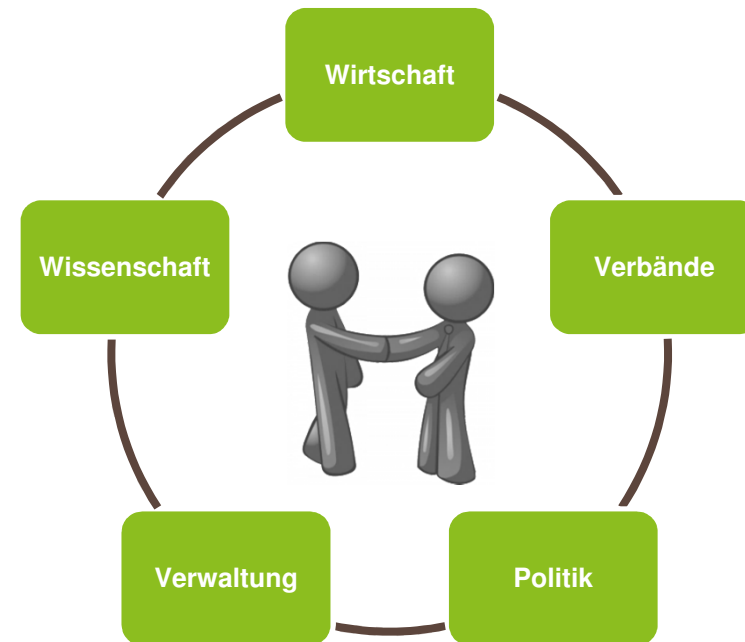 Wirtschaft
Wissenschaft
Verbände
Verwaltung
Politik